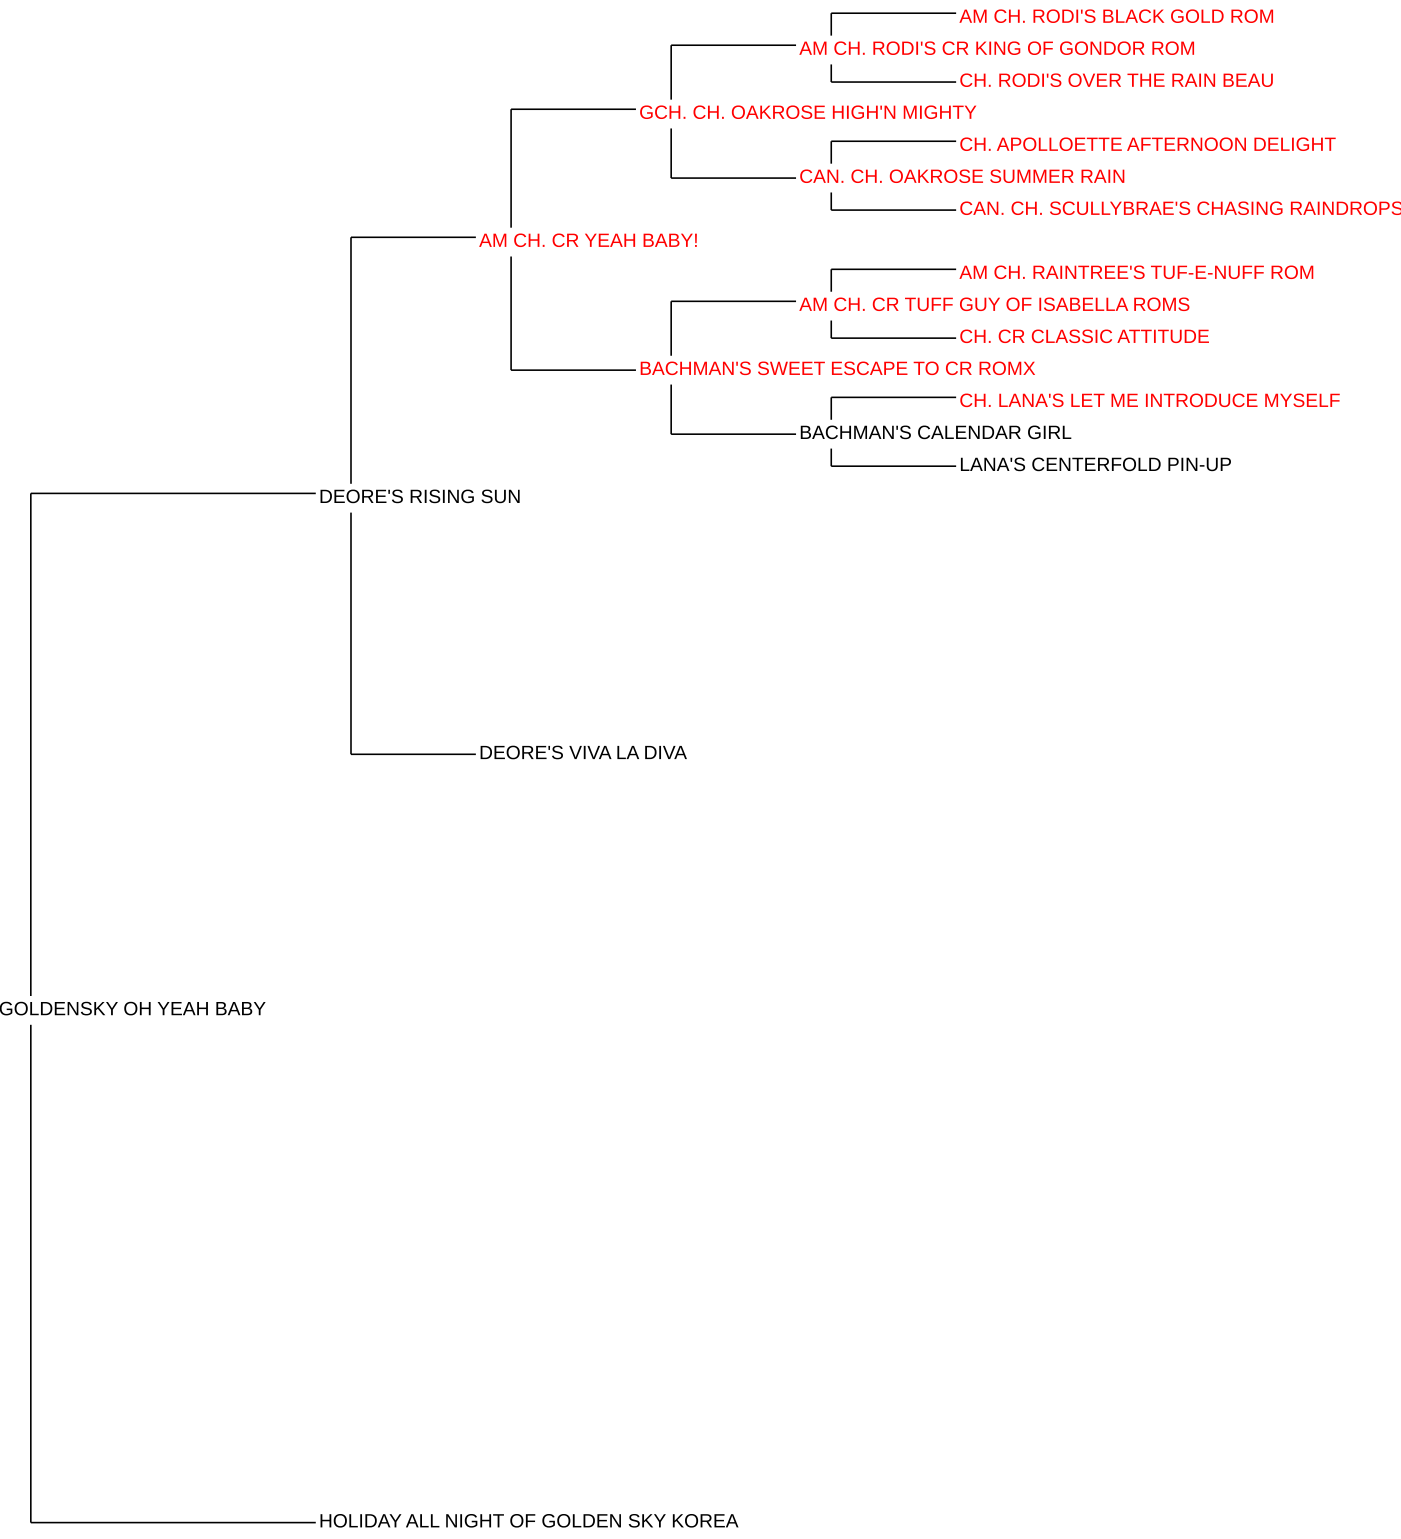 AM CH. RODI'S BLACK GOLD ROM
AM CH. RODI'S CR KING OF GONDOR ROM
CH. RODI'S OVER THE RAIN BEAU
GCH. CH. OAKROSE HIGH'N MIGHTY
CH. APOLLOETTE AFTERNOON DELIGHT
CAN. CH. OAKROSE SUMMER RAIN
CAN. CH. SCULLYBRAE'S CHASING RAINDROPS
AM CH. CR YEAH BABY!
AM CH. RAINTREE'S TUF-E-NUFF ROM
AM CH. CR TUFF GUY OF ISABELLA ROMS
CH. CR CLASSIC ATTITUDE
BACHMAN'S SWEET ESCAPE TO CR ROMX
CH. LANA'S LET ME INTRODUCE MYSELF
BACHMAN'S CALENDAR GIRL
LANA'S CENTERFOLD PIN-UP
DEORE'S RISING SUN
DEORE'S VIVA LA DIVA
GOLDENSKY OH YEAH BABY
HOLIDAY ALL NIGHT OF GOLDEN SKY KOREA